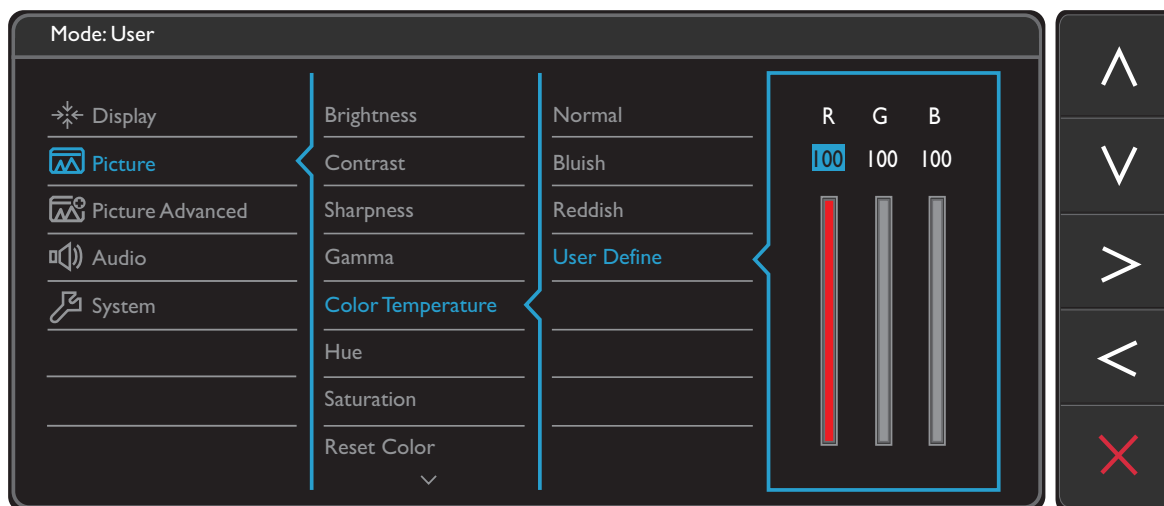 Mode: User
Display
Picture
Picture Advanced
Audio
System
Brightness
Contrast
Sharpness
Gamma
Color Temperature
Hue
Saturation
Reset Color
Normal
Bluish
Reddish
User Define
R G B
100 100 100